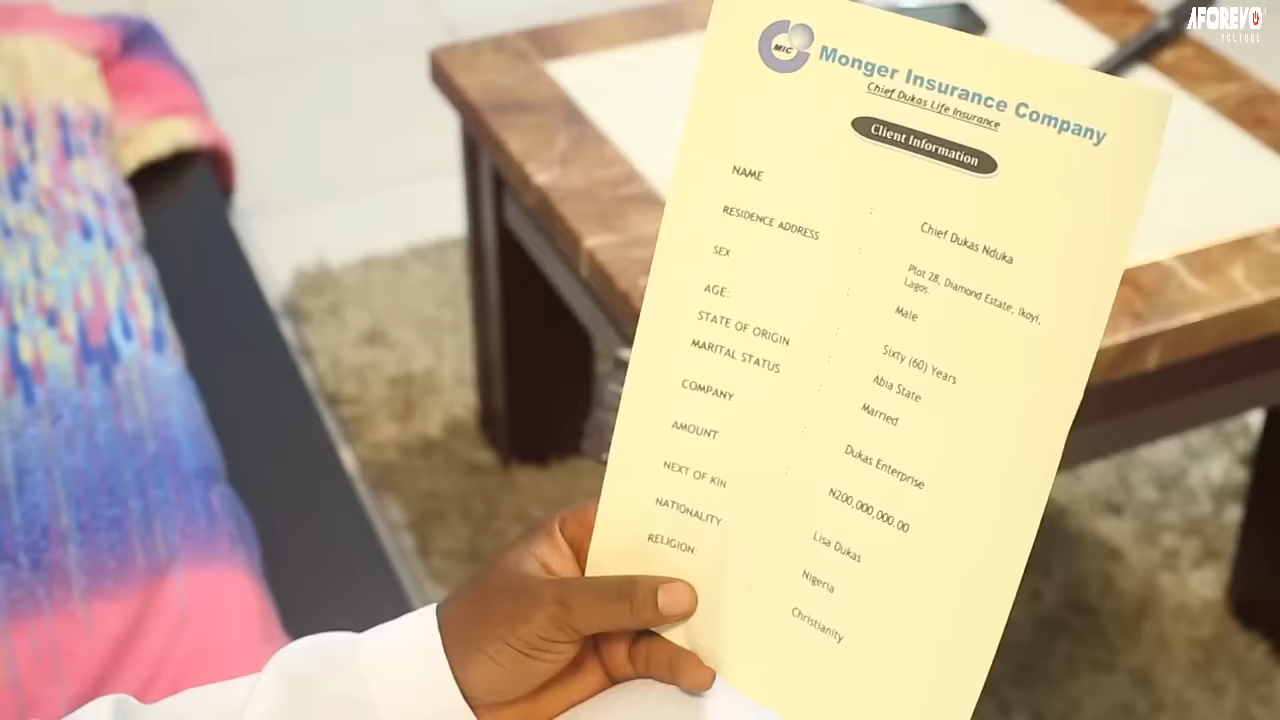 AFOREVO
MIC
Monger Insurance Company
Chief Dukas Life Insurance
Client Information
NAME : Chief Dukas Nduka
RESIDENCE ADDRESS : Plot 28, Diamond Estate, Ikoyi,
Lagos.
SEX : Male
AGE: : Sixty (60) Years
STATE OF ORIGIN : Abia State
MARITAL STATUS : Married
COMPANY : Dukas Enterprise
AMOUNT : N200,000,000.00
NEXT OF KIN Lisa Dukas
NATIONALITY Nigeria
RELIGION: Christianity